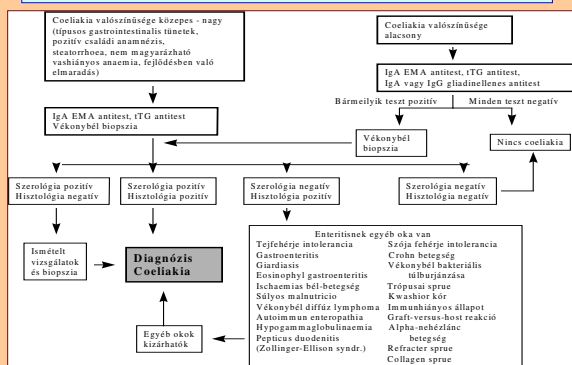 Coeliakia valószínűsége közepes - nagy
(típusos gastrointestinalis tünetek,
pozitív családi anamnézis,
steatorrhoea, nem magyarázható
vashiányos anaemia, fejlődésben való
elmaradás)
Coeliakia valószínűsége
alacsony
IgA EMA antitest, tTG antitest,
IgA vagy IgG gliadinellenes antitest
Bármelyik teszt pozitív
Minden teszt negatív
IgA EMA antitest, tTG antitest
Vékonybél biopszia
Vékonybél
biopszia
Nincs coeliakia
Szerológia pozitív
Hisztológia negatív
Szerológia pozitív
Hisztológia pozitív
Szerológia negatív
Hisztológia pozitív
Szerológia negatív
Hisztológia negatív
Ismételt
vizsgálatok
és biopszia
Diagnózis
Coeliakia
Egyéb okok
kizárhatók
Enteritisnek egyéb oka van
Tejfehérje intolerancia
Gastroenteritis
Giardiasis
Eosinophyl gastroenteritis
Ischaemias bél-betegség
Súlyos malnutricio
Vékonybél diffúz lymphoma
Autoimmun enteropathia
Hypogammaglobulinaemia
Pepticus duodenitis
(Zollinger-Ellison syndr.)
Szója fehérje intolerancia
Crohn betegség
Vékonybél bakteriális
túlburjánzása
Trópusai sprue
Kwashior kór
Immunhiányos állapot
Graft-versus-host reakció
Alpha-nehézlánc
betegség
Refracter sprue
Collagen sprue